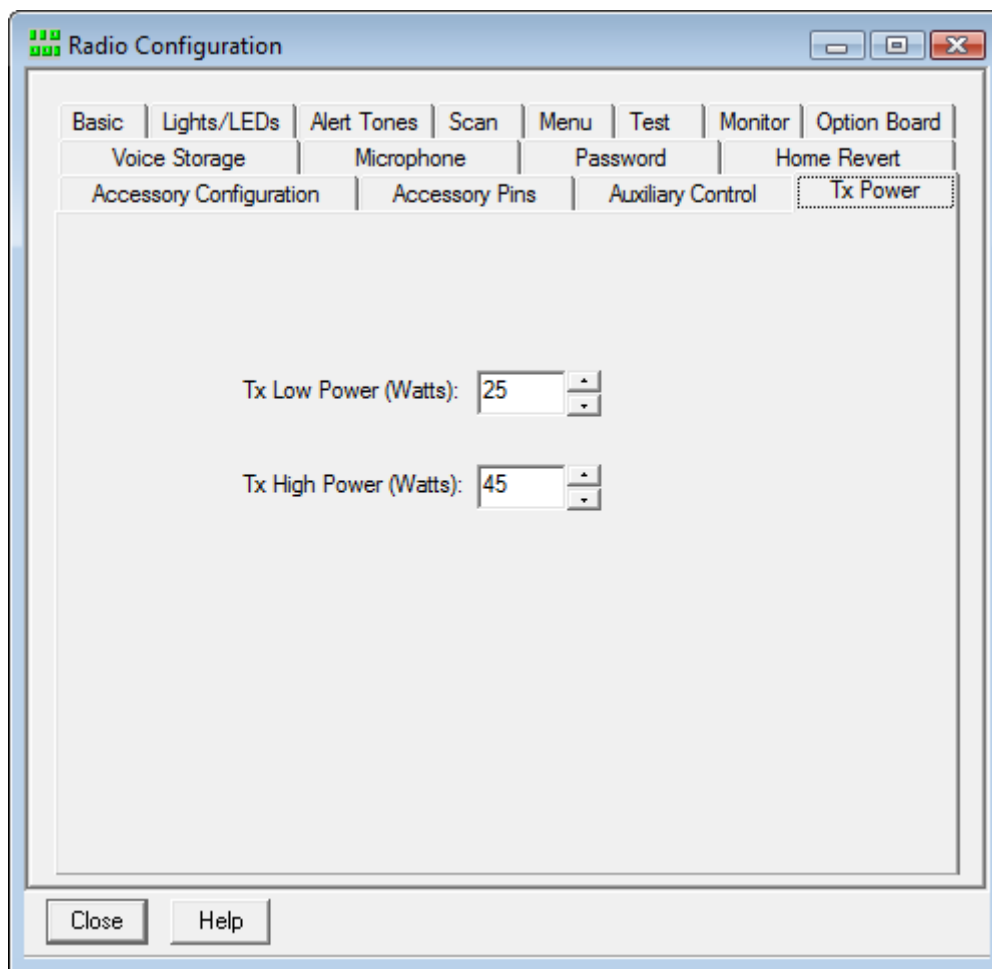 Radio Configuration
Basic Lights/LEDs Alert Tones Scan Menu Test Monitor Option Board
Voice Storage Microphone Password Home Revert
Accessory Configuration Accessory Pins Auxiliary Control Tx Power
Tx Low Power (Watts): 25
Tx High Power (Watts): 45
Close Help